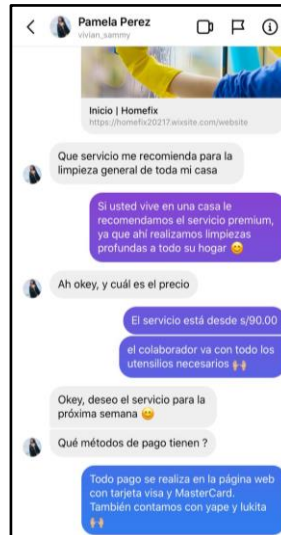 Pamela Perez
vivian_sammy
Inicio | Homefix
https://homefix20217.wixsite.com/website
Que servicio me recomienda para la
limpieza general de toda mi casa
Si usted vive en una casa le
recomendamos el servicio premium,
ya que ahí realizamos limpiezas
profundas a todo su hogar 😊
Ah okey, y cuál es el precio
El servicio está desde s/90.00
el colaborador va con todo los
utensilios necesarios 🙌🏼
Okey, deseo el servicio para la
próxima semana 😊
Qué métodos de pago tienen ?
Todo pago se realiza en la página web
con tarjeta visa y MasterCard.
También contamos con yape y lukita
🙌🏼